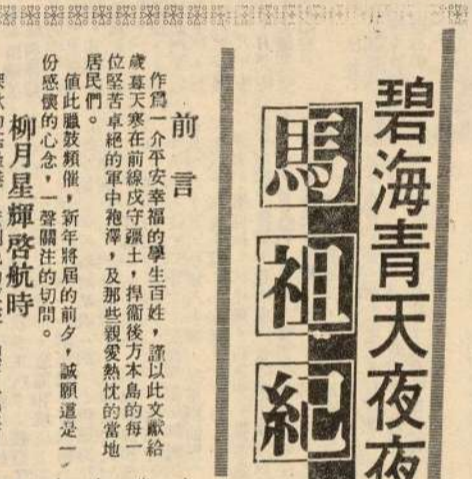 碧海青天夜夜
馬祖紀
前言
作爲一介平安幸福的學生百姓，謹以此文獻給
歲暮天寒在前線戍守疆土，捍衞後方本島的每一
位堅苦卓絕的軍中袍澤，及那些親愛熱忱的當地
居民們。
值此臘鼓頻催，新年將屆的前夕，誠願這是一
份感懷的心念，一聲關注的切問。
柳月星輝啓航時